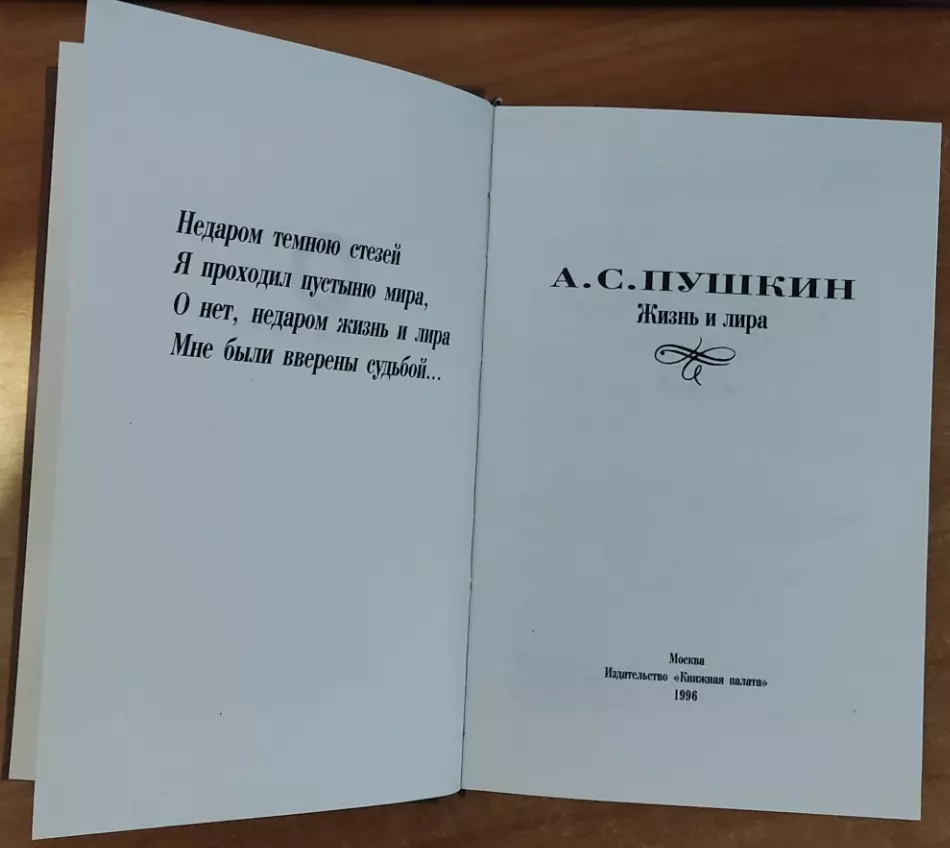 Недаром темною стезей
Я проходил пустыню мира,
О нет, недаром жизнь и лира
Мне были вверены судьбой...
А.С.ПУШКИН
Жизнь и лира
Москва
Издательство «Книжная палата»
1996